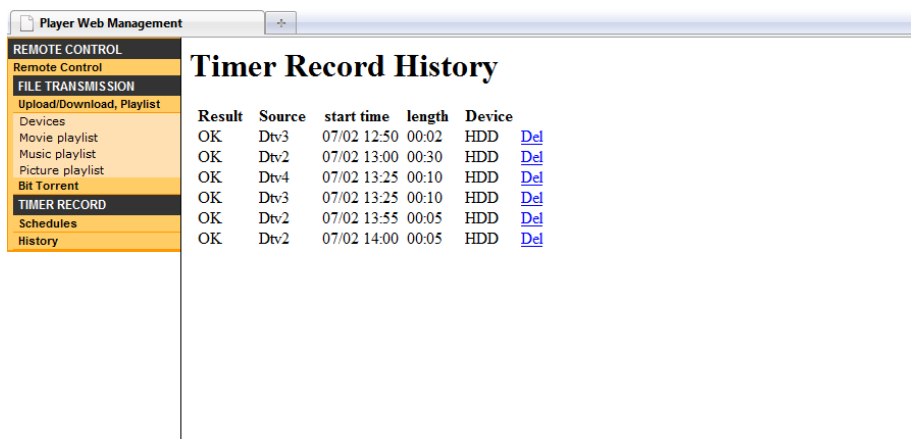 Player Web Management
REMOTE CONTROL
Remote Control
FILE TRANSMISSION
Upload/Download, Playlist
Devices
Movie playlist
Music playlist
Picture playlist
Bit Torrent
TIMER RECORD
Schedules
History
Timer Record History
Result Source start time length Device
OK Dtv3 07/02 12:50 00:02 HDD Del
OK Dtv2 07/02 13:00 00:30 HDD Del
OK Dtv4 07/02 13:25 00:10 HDD Del
OK Dtv3 07/02 13:25 00:10 HDD Del
OK Dtv2 07/02 13:55 00:05 HDD Del
OK Dtv2 07/02 14:00 00:05 HDD Del